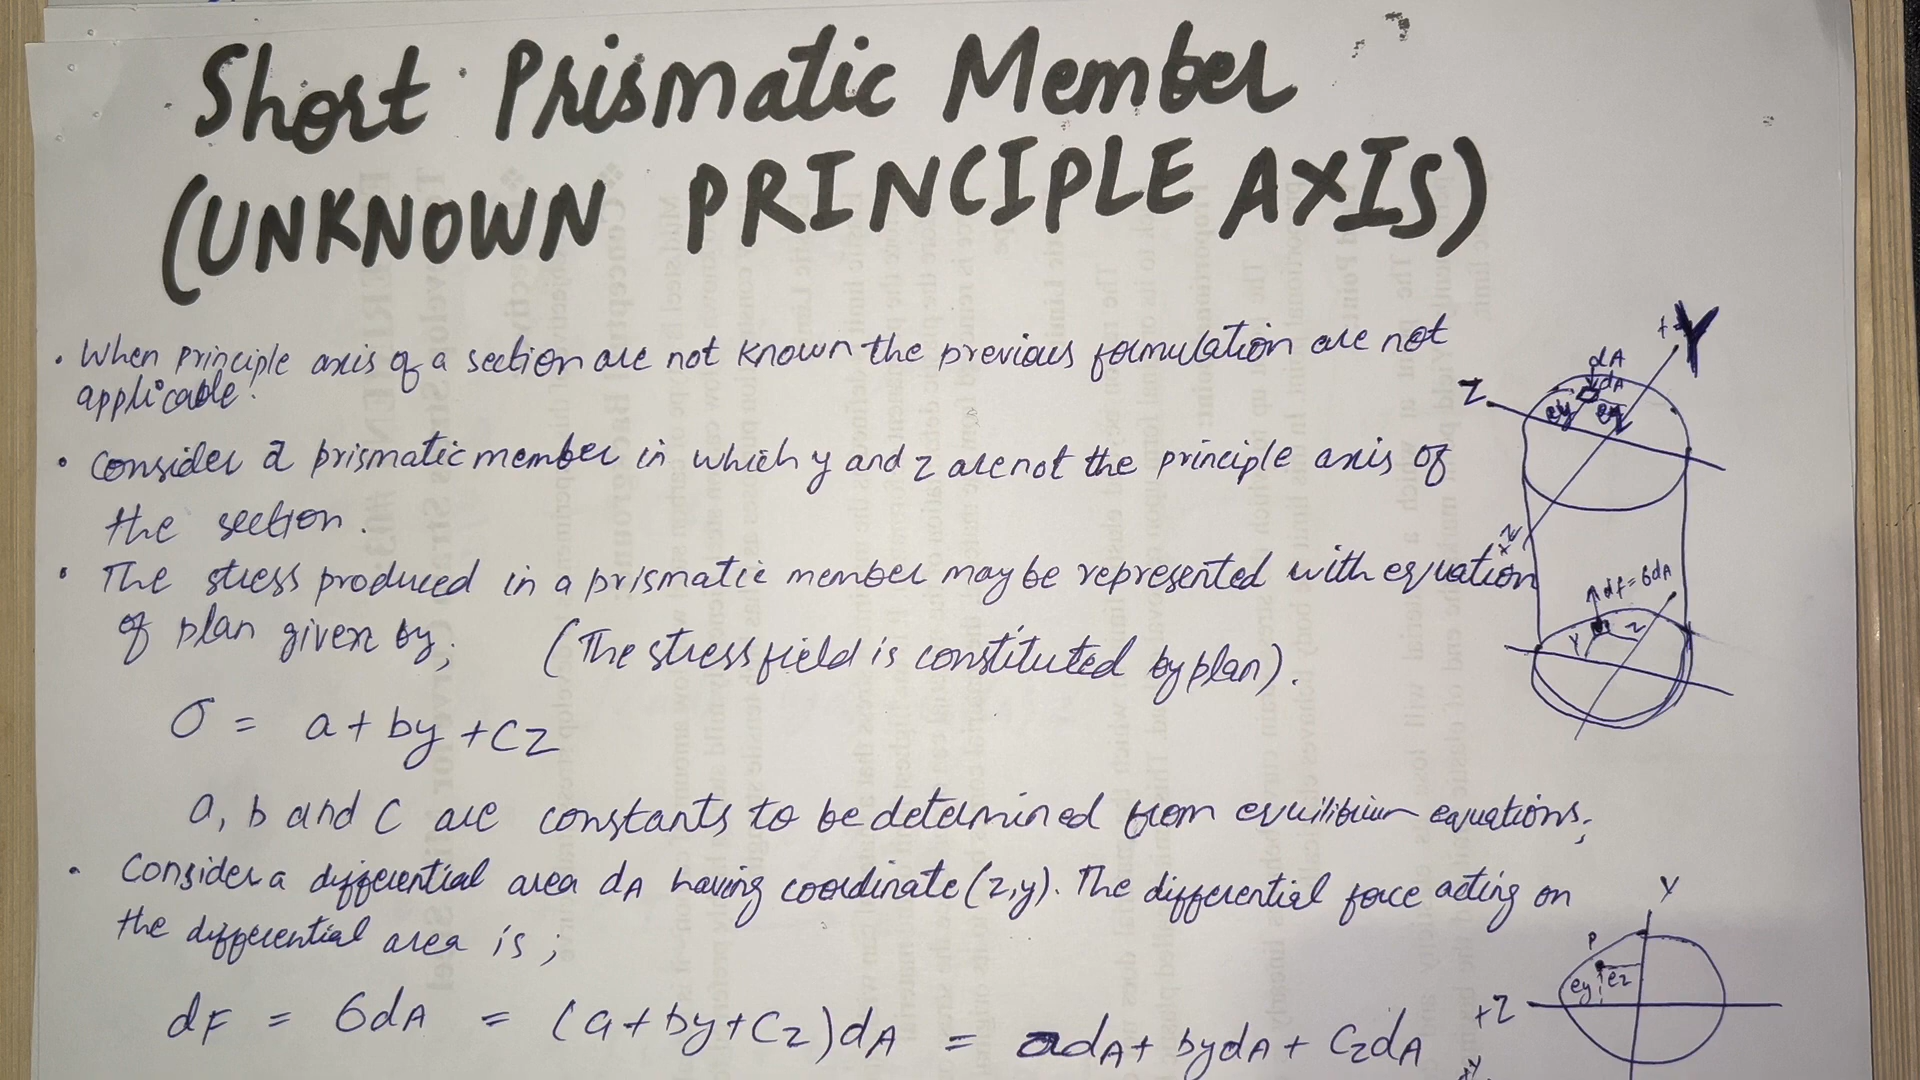 Short Prismatic Member
(UNKNOWN PRINCIPLE AXIS)
• When principle axis of a section are not known the previous formulation are not
applicable.
• Consider a prismatic member in which y and z are not the principle axis of
the section.
• The stress produced in a prismatic member may be represented with equation
of plan given by; (The stress field is constituted by plan).
σ = a + by + cz
a, b and c are constants to be determined from equilibrium equations;
• Consider a differential area dA having coordinate (z,y). The differential force acting on
the differential area is;
dF = σdA = (a+by+cz)dA = adA + bydA + czdA
Y
dA
dA
Z
ey
+z
df = σdA
Y
z
Y
P
ey
ez
+Z